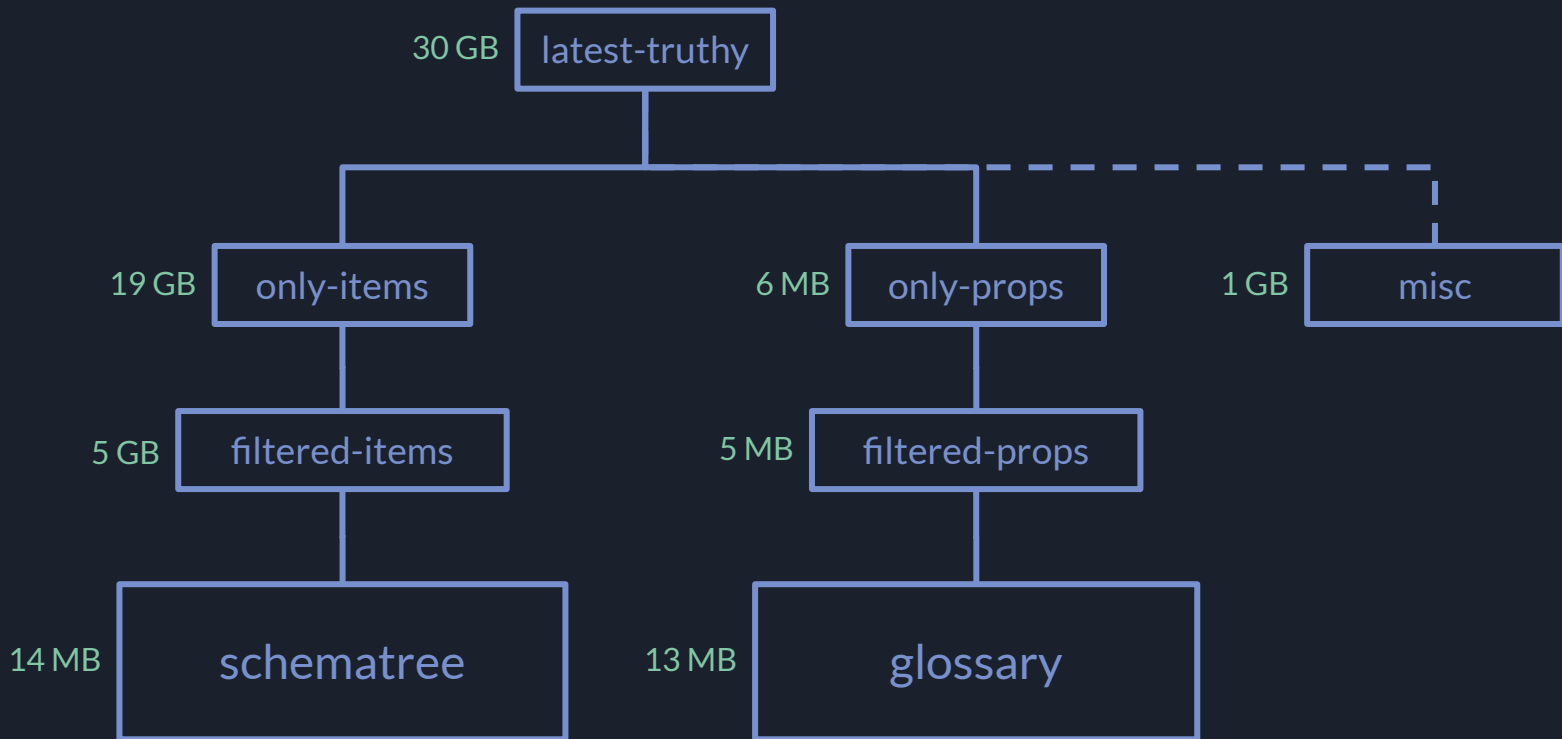 30 GB
latest-truthy
19 GB
only-items
6 MB
only-props
1 GB
misc
5 GB
filtered-items
5 MB
filtered-props
14 MB
schematree
13 MB
glossary